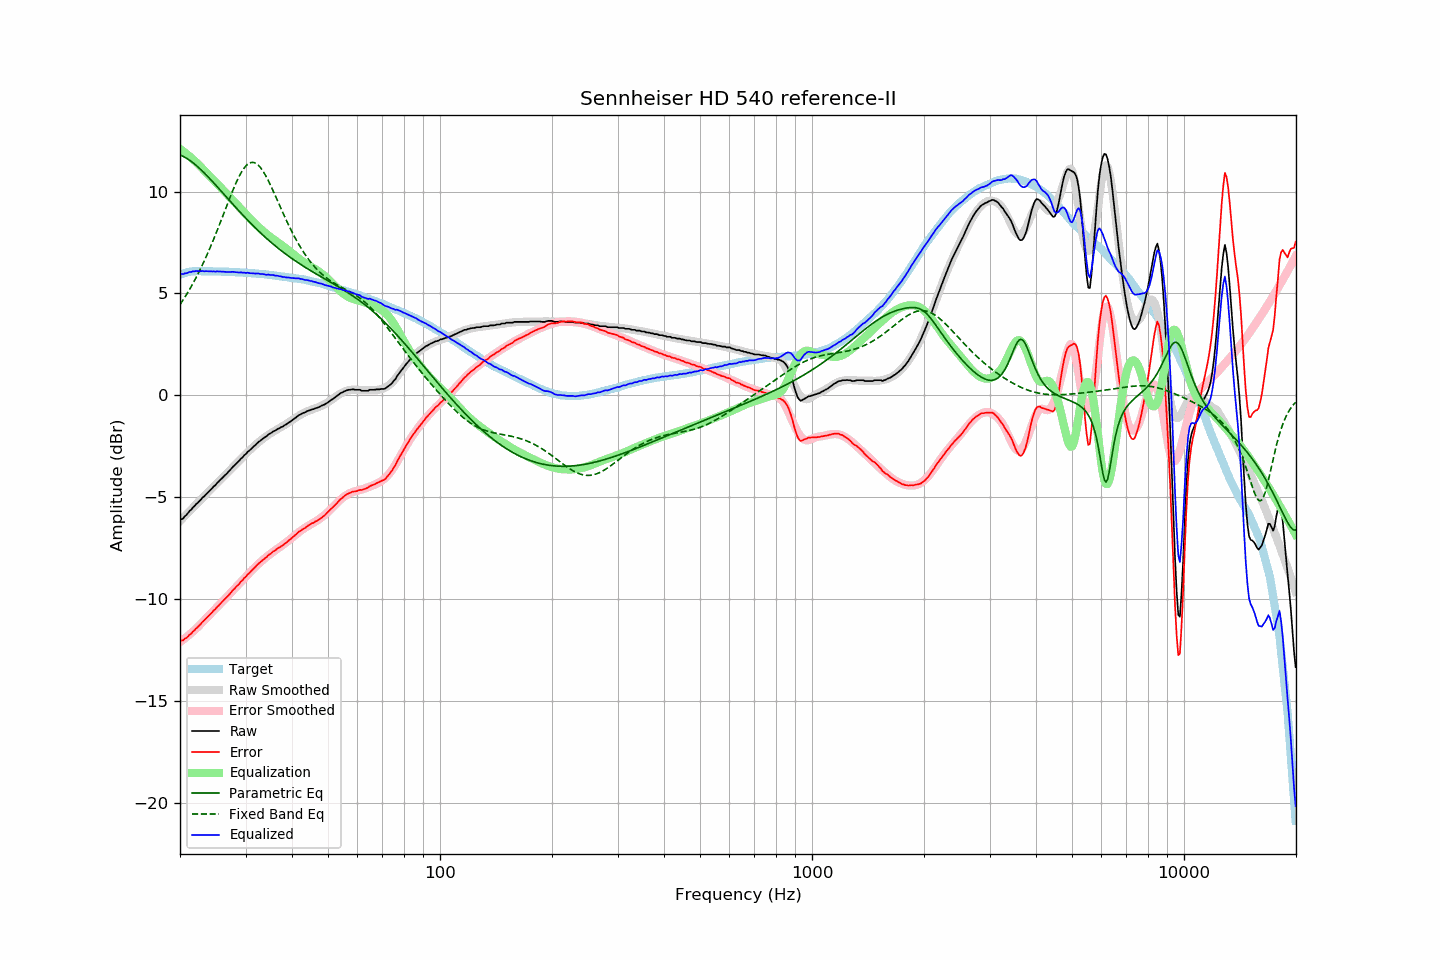 Sennheiser HD 540 reference-II
10
5
0
−5
−10
−15
−20
Amplitude (dBr)
Target
Raw Smoothed
Error Smoothed
Raw
Error
Equalization
Parametric Eq
Fixed Band Eq
Equalized
100
1000
10000
Frequency (Hz)